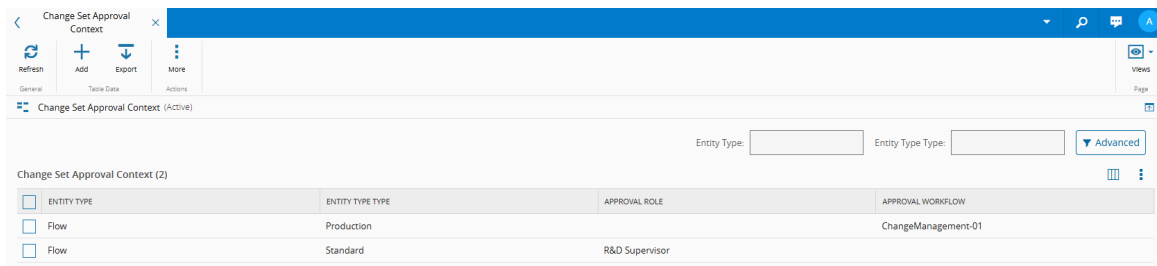 Change Set Approval
Context
A
Refresh
Add
Export
More
Views
General
Table Data
Actions
Page
Change Set Approval Context (Active)
Entity Type:
Entity Type Type:
Advanced
Change Set Approval Context (2)
ENTITY TYPE
ENTITY TYPE TYPE
APPROVAL ROLE
APPROVAL WORKFLOW
Flow
Production
ChangeManagement-01
Flow
Standard
R&D Supervisor